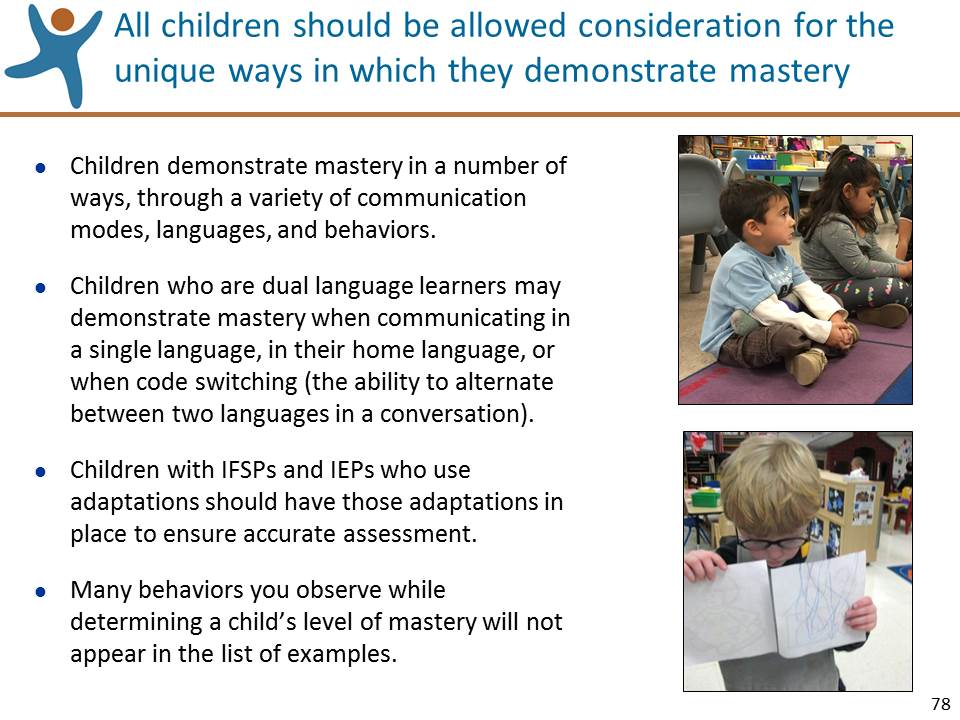 All children should be allowed consideration for the
unique ways in which they demonstrate mastery
● Children demonstrate mastery in a number of
ways, through a variety of communication
modes, languages, and behaviors.
● Children who are dual language learners may
demonstrate mastery when communicating in
a single language, in their home language, or
when code switching (the ability to alternate
between two languages in a conversation).
● Children with IFSPs and IEPs who use
adaptations should have those adaptations in
place to ensure accurate assessment.
● Many behaviors you observe while
determining a child’s level of mastery will not
appear in the list of examples.
78